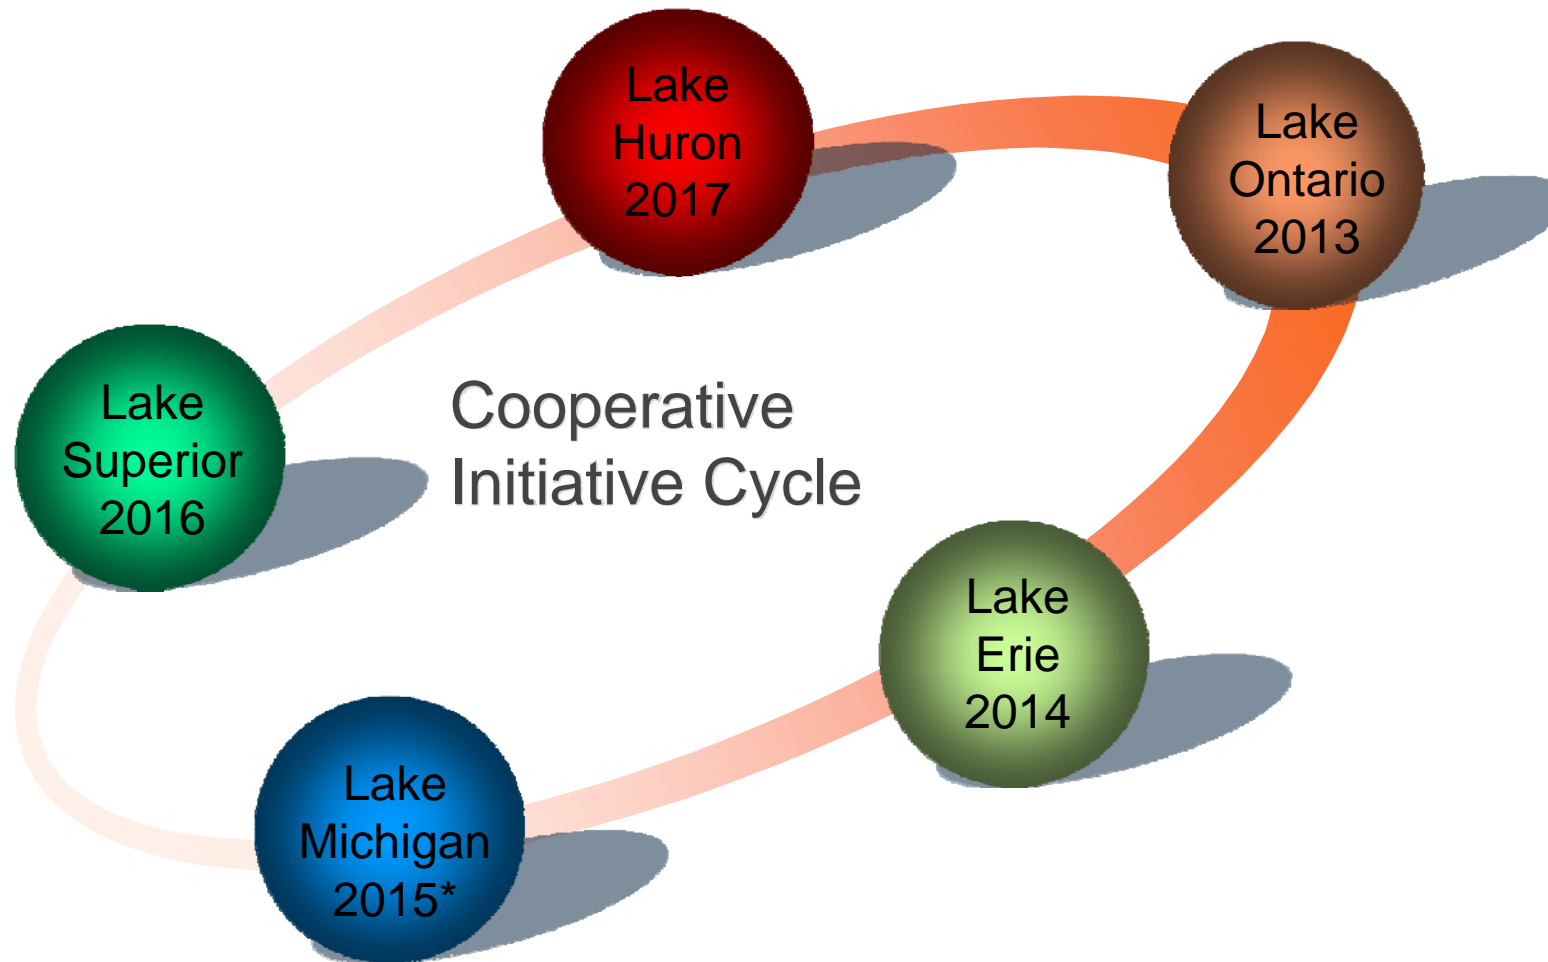 Lake
Huron
2017
Lake
Ontario
2013
Lake
Superior
2016
Cooperative
Initiative Cycle
Lake
Erie
2014
Lake
Michigan
2015*